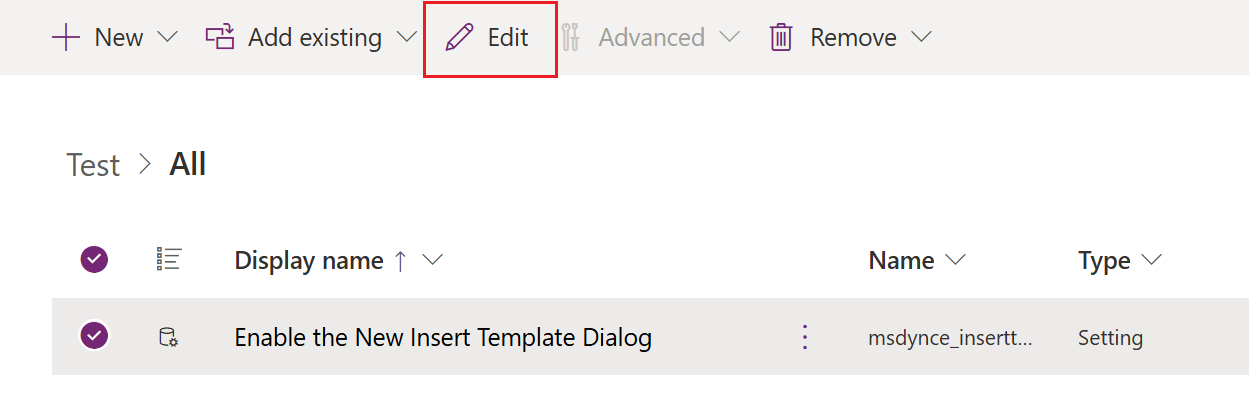 New Add existing Edit Advanced Remove
Test > All
Display name ↑ Name Type
Enable the New Insert Template Dialog msdynce_insertt... Setting